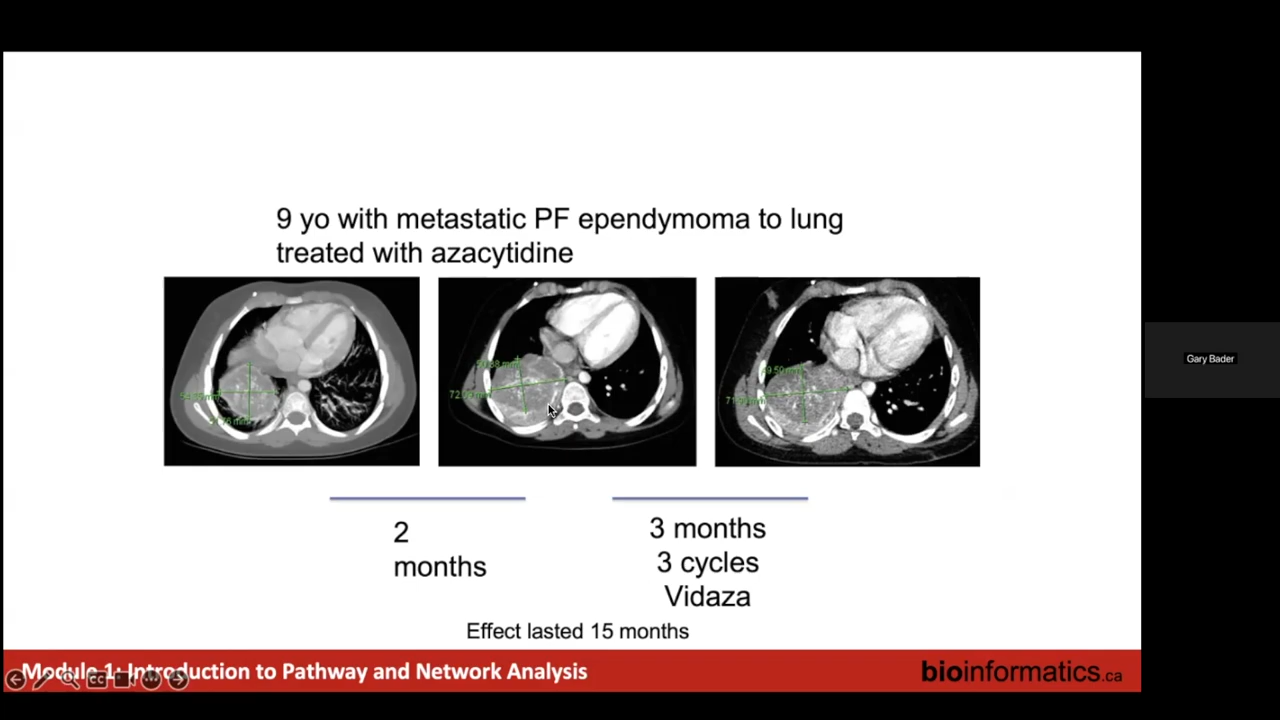 9 yo with metastatic PF ependymoma to lung
treated with azacytidine
2
months
3 months
3 cycles
Vidaza
Effect lasted 15 months
Module 1: Introduction to Pathway and Network Analysis
bioinformatics.ca
CC
Gary Bader